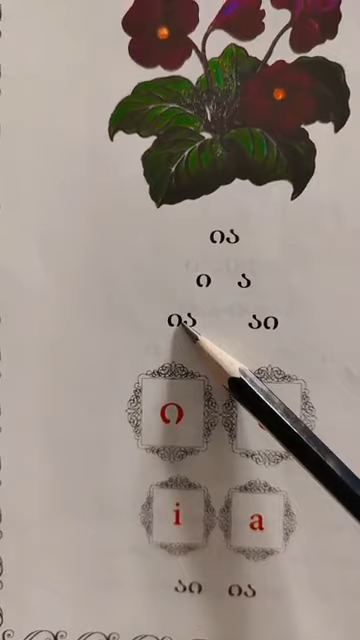 ია
ი ა
ია აი
ი
i a
აი ია